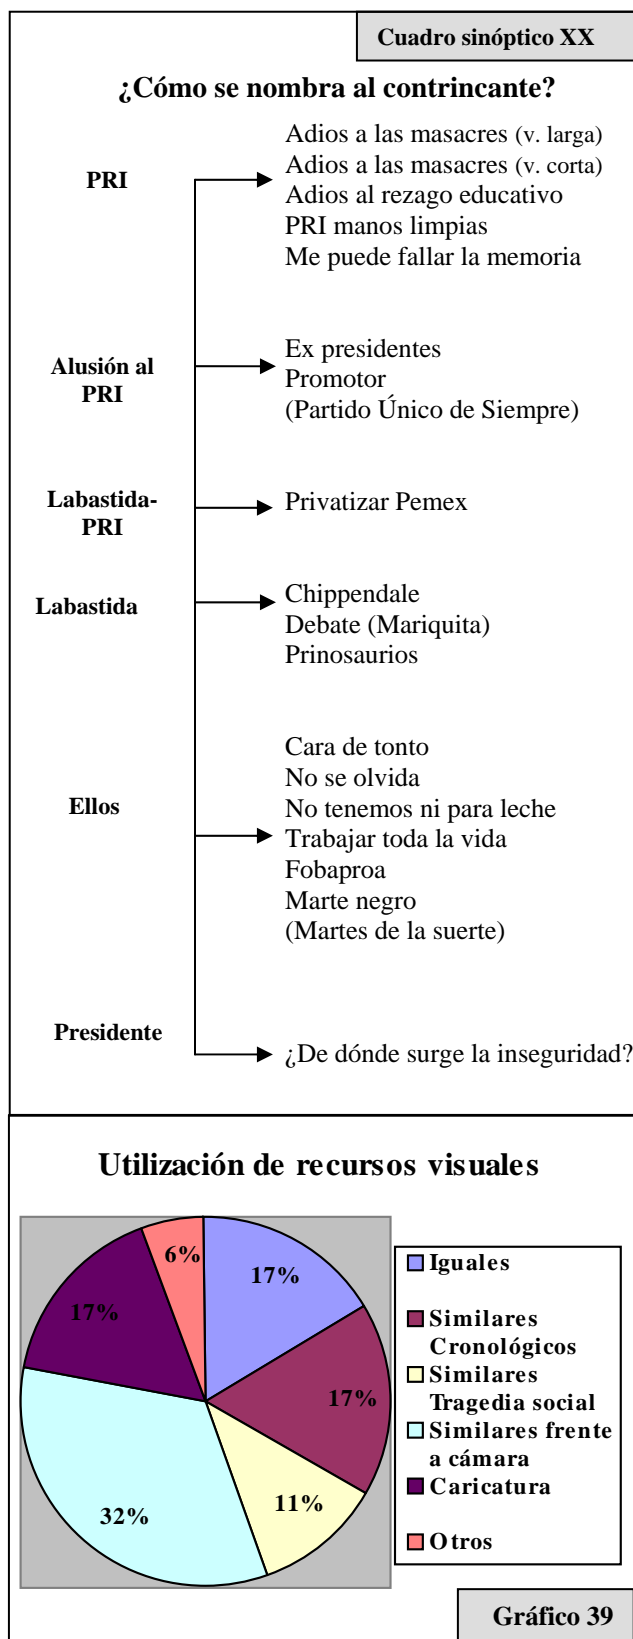 Cuadro sinóptico XX
¿Cómo se nombra al contrincante?
PRI
Adios a las masacres (v. larga)
Adios a las masacres (v. corta)
Adios al rezago educativo
PRI manos limpias
Me puede fallar la memoria
Alusión al
PRI
Ex presidentes
Promotor
(Partido Único de Siempre)
Labastida-
PRI
Privatizar Pemex
Labastida
Chippendale
Debate (Mariquita)
Prinosaurios
Ellos
Cara de tonto
No se olvida
No tenemos ni para leche
Trabajar toda la vida
Fobaproa
Marte negro
(Martes de la suerte)
Presidente
¿De dónde surge la inseguridad?
Utilización de recursos visuales
6%
17%
17%
17%
32%
11%
Iguales
Similares
Cronológicos
Similares
Tragedia social
Similares frente
a cámara
Caricatura
Otros
Gráfico 39